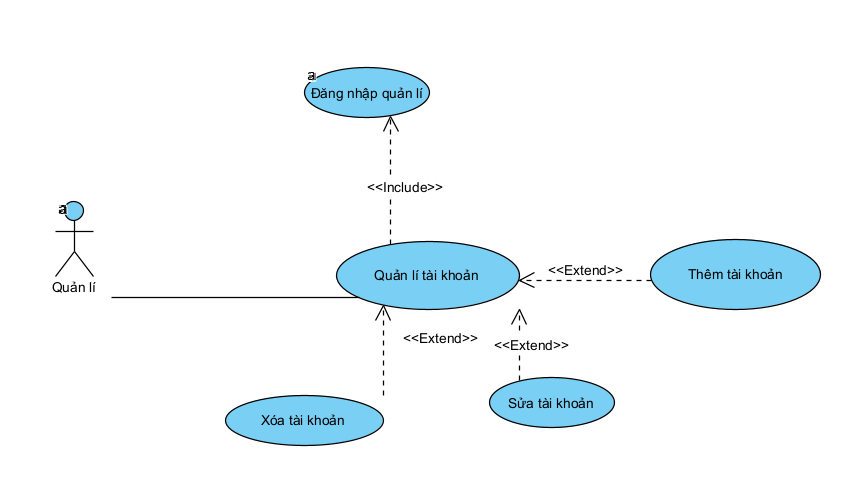 a
Đăng nhập quản lí
<<Include>>
a
Quản lí
Quản lí tài khoản
<<Extend>>
Thêm tài khoản
<<Extend>>
<<Extend>>
Xóa tài khoản
Sửa tài khoản